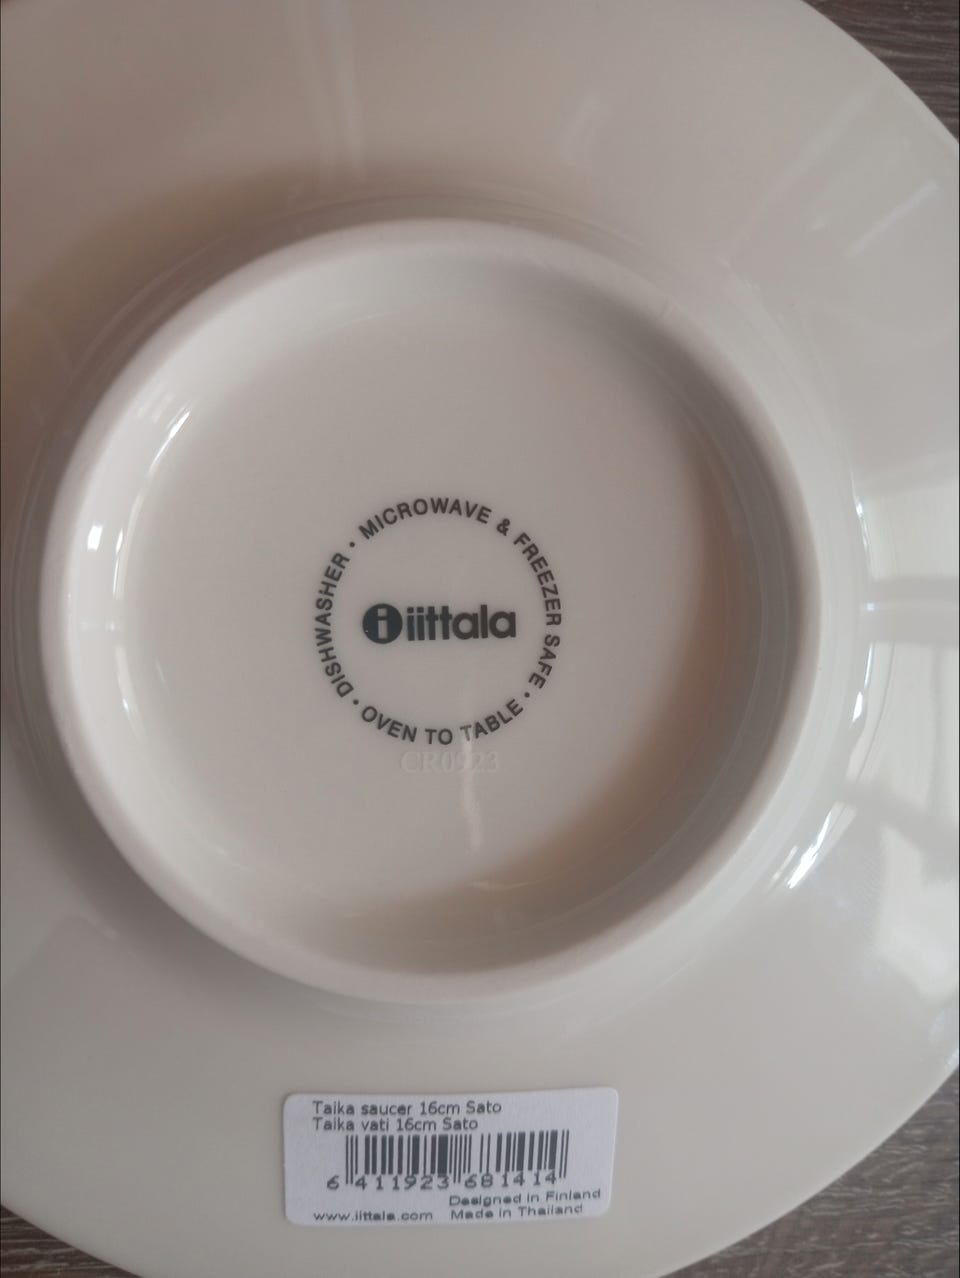 DISHWASHER • MICROWAVE & FREEZER SAFE • OVEN TO TABLE •
iittala
CR0923
Taika saucer 16cm Sato
Taika vati 16cm Sato
6 411923 681414
Designed in Finland
www.iittala.com Made in Thailand